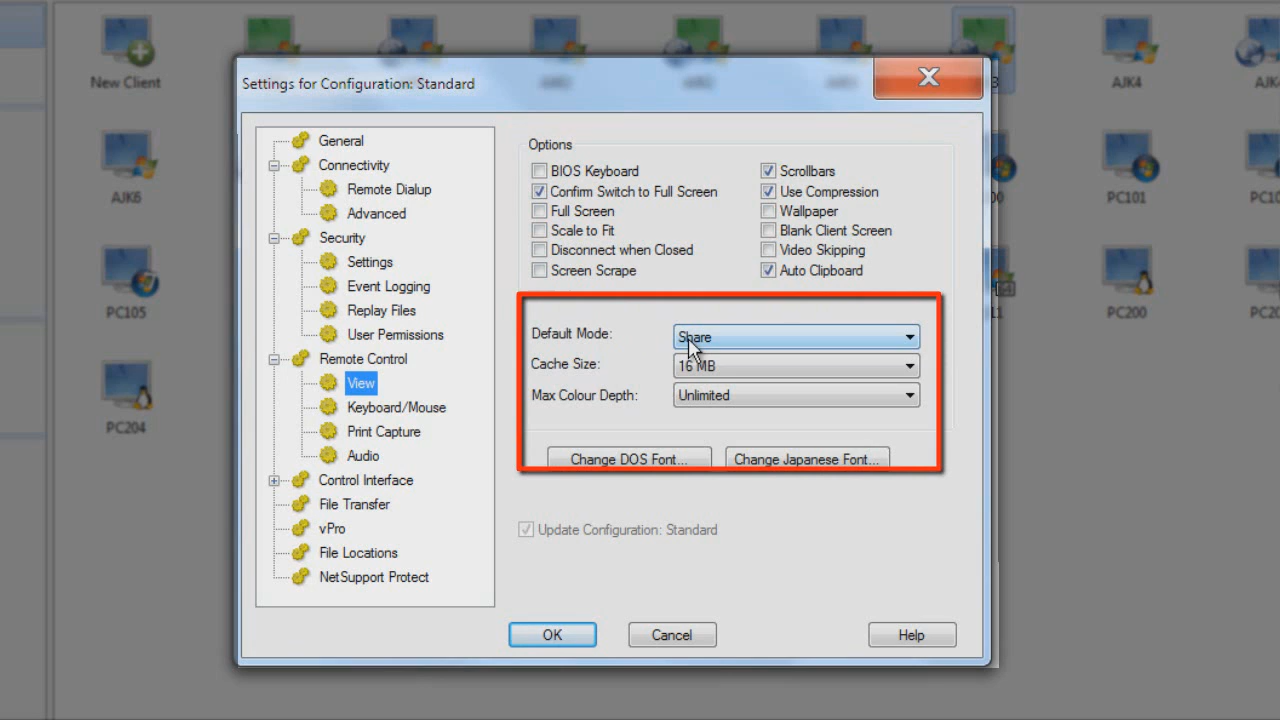 New Client
AJK4
AJK6
PC101
PC105
PC200
PC204
Settings for Configuration: Standard
General
Connectivity
Remote Dialup
Advanced
Security
Settings
Event Logging
Replay Files
User Permissions
Remote Control
View
Keyboard/Mouse
Print Capture
Audio
Control Interface
File Transfer
vPro
File Locations
NetSupport Protect
Options
BIOS Keyboard
Scrollbars
Confirm Switch to Full Screen
Use Compression
Full Screen
Wallpaper
Scale to Fit
Blank Client Screen
Disconnect when Closed
Video Skipping
Screen Scrape
Auto Clipboard
Default Mode:
Share
Cache Size:
16 MB
Max Colour Depth:
Unlimited
Change DOS Font...
Change Japanese Font...
Update Configuration: Standard
OK
Cancel
Help